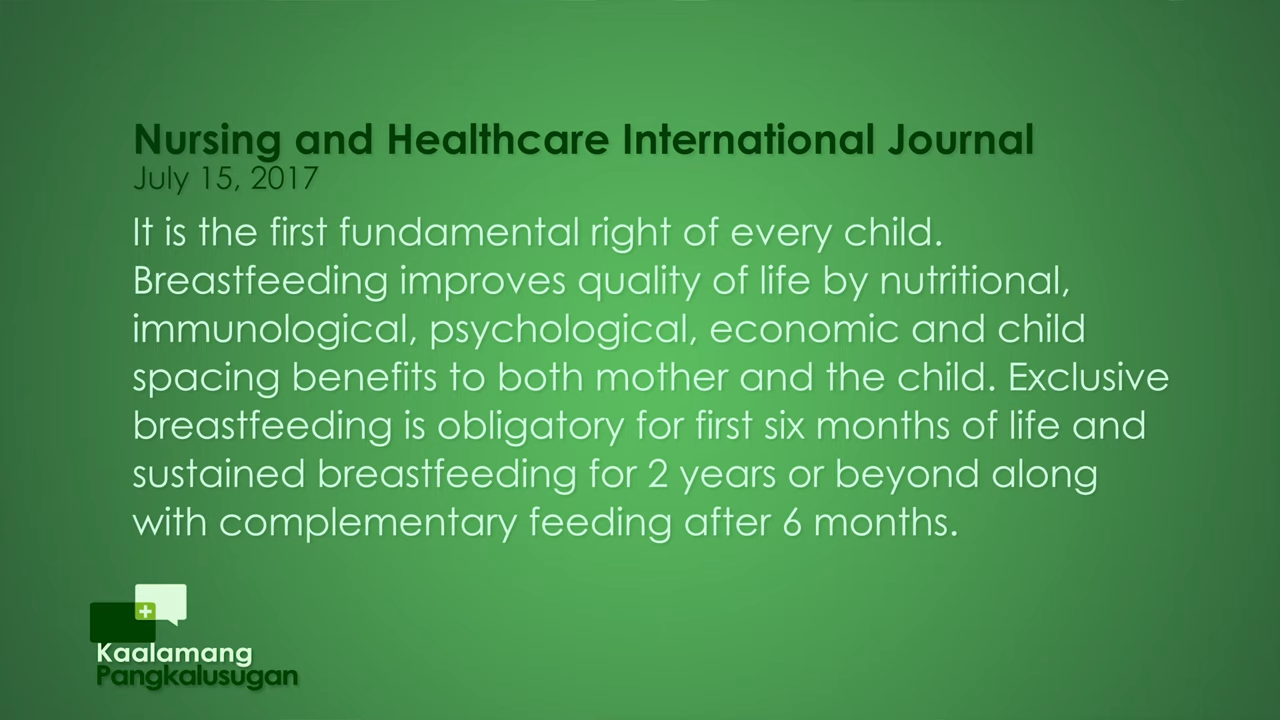 Nursing and Healthcare International Journal
July 15, 2017
It is the first fundamental right of every child.
Breastfeeding improves quality of life by nutritional,
immunological, psychological, economic and child
spacing benefits to both mother and the child. Exclusive
breastfeeding is obligatory for first six months of life and
sustained breastfeeding for 2 years or beyond along
with complementary feeding after 6 months.
Kaalamang
Pangkalusugan